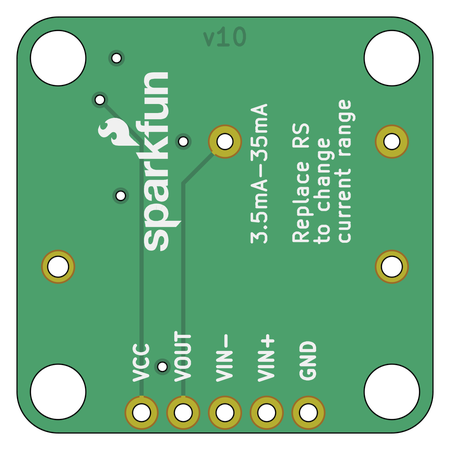 v10
sparkfun
3.5mA-35mA
Replace RS
to change
current range
VCC
VOUT
VIN-
VIN+
GND